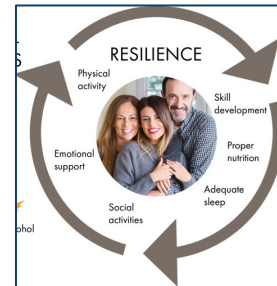 RESILIENCE
Physical
activity
Skill
development
Proper
nutrition
Adequate
sleep
Social
activities
Emotional
support
S
ohol